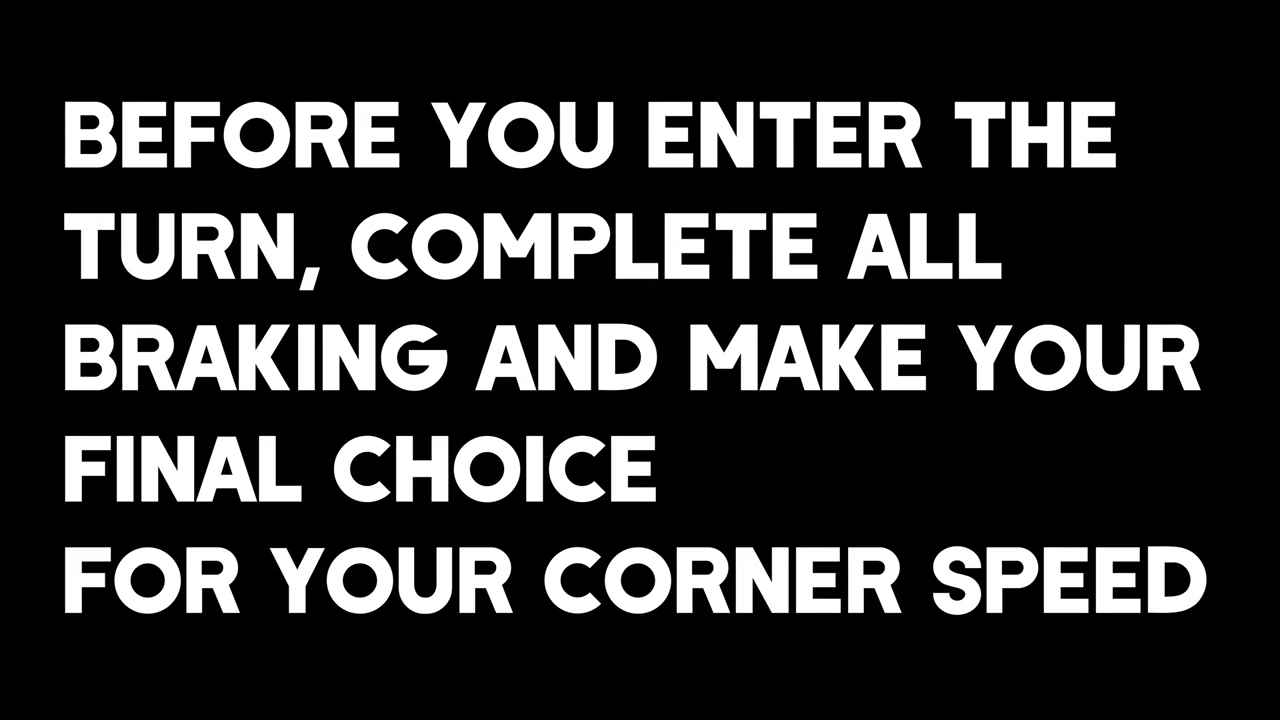 BEFORE YOU ENTER THE
TURN, COMPLETE ALL
BRAKING AND MAKE YOUR
FINAL CHOICE
FOR YOUR CORNER SPEED